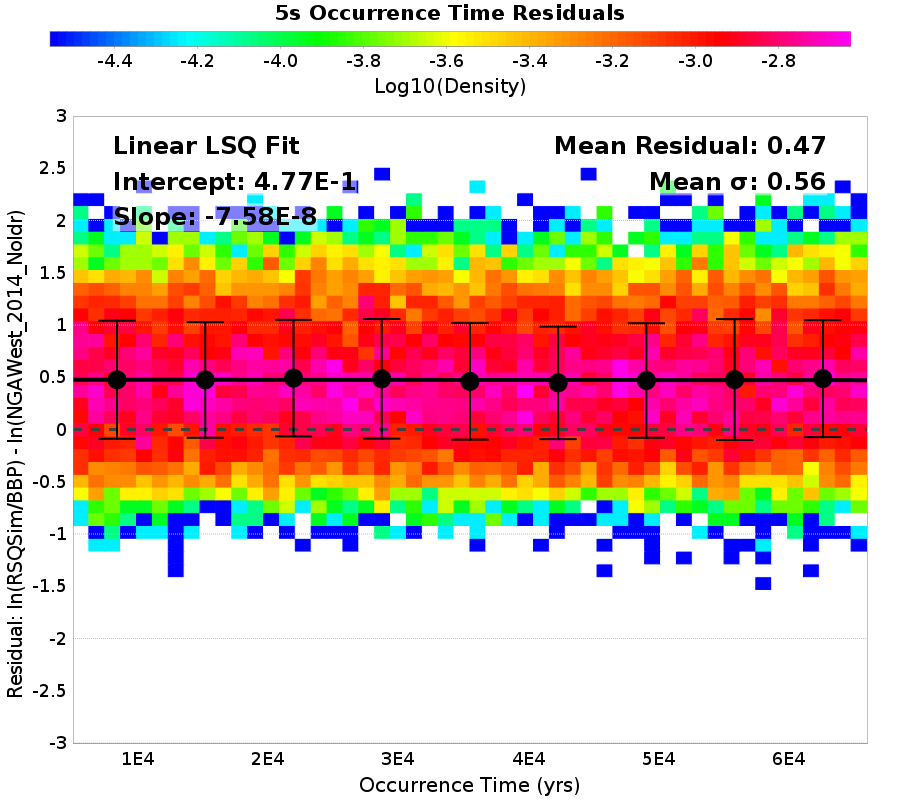 5s Occurrence Time Residuals
-4.4 -4.2 -4.0 -3.8 -3.6 -3.4 -3.2 -3.0 -2.8
Log10(Density)
Linear LSQ Fit
Intercept: 4.77E-1
Slope: -7.58E-8
Mean Residual: 0.47
Mean σ: 0.56
Residual: ln(RSQSim/BBP) - ln(NGAWest_2014_NoIdr)
3
2.5
2
1.5
1
0.5
0
-0.5
-1
-1.5
-2
-2.5
-3
1E4 2E4 3E4 4E4 5E4 6E4
Occurrence Time (yrs)